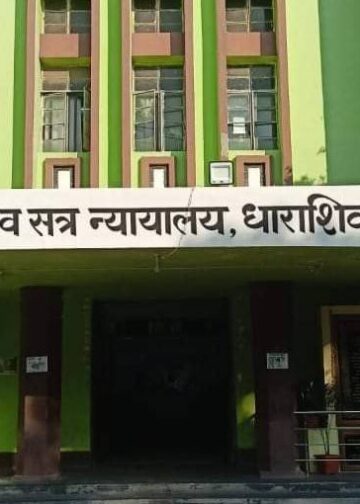 व सत्र न्यायालय, धाराशिव